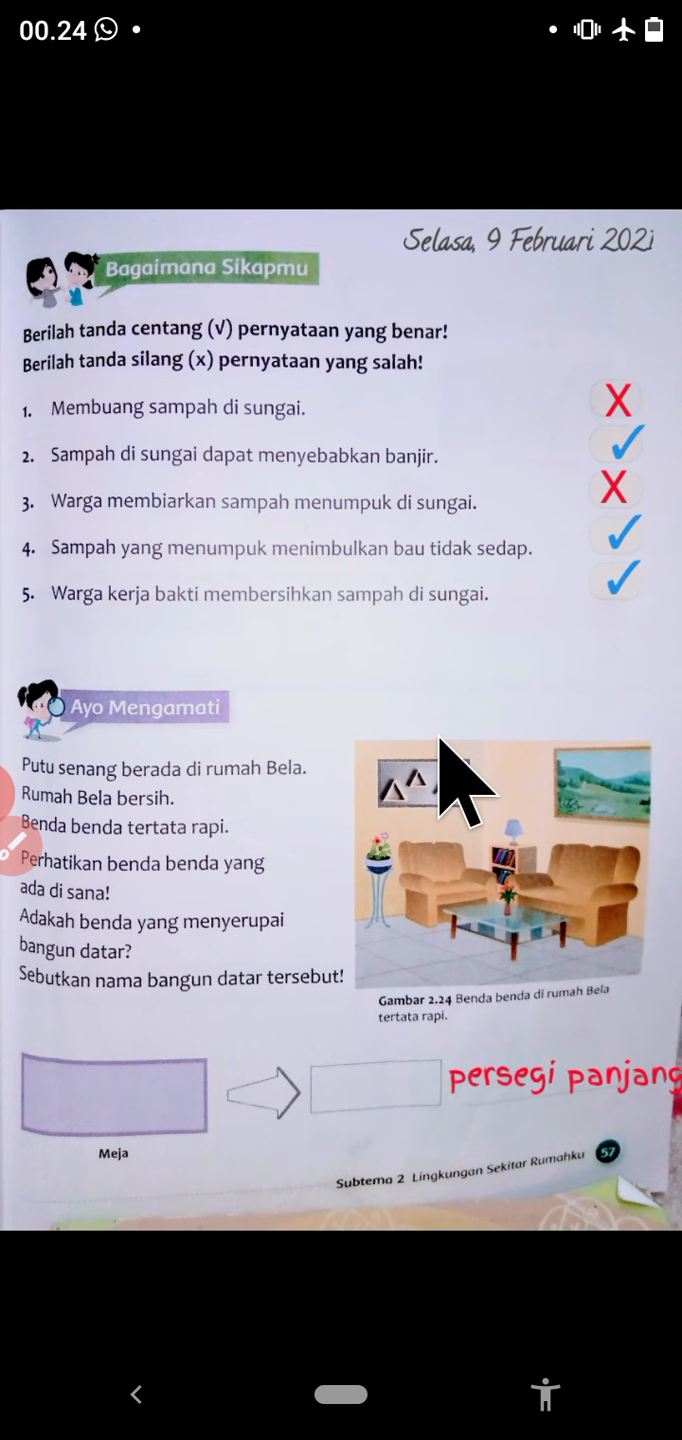 00.24
Selasa, 9 Februari 2021
Bagaimana Sikapmu
Berilah tanda centang (√) pernyataan yang benar!
Berilah tanda silang (x) pernyataan yang salah!
1. Membuang sampah di sungai. X
2. Sampah di sungai dapat menyebabkan banjir. ✓
3. Warga membiarkan sampah menumpuk di sungai. X
4. Sampah yang menumpuk menimbulkan bau tidak sedap. ✓
5. Warga kerja bakti membersihkan sampah di sungai. ✓
Ayo Mengamati
Putu senang berada di rumah Bela.
Rumah Bela bersih.
Benda benda tertata rapi.
Perhatikan benda benda yang
ada di sana!
Adakah benda yang menyerupai
bangun datar?
Sebutkan nama bangun datar tersebut!
Gambar 2.24 Benda benda di rumah Bela
tertata rapi.
persegi panjang
Meja
Subtema 2 Lingkungan Sekitar Rumahku 57